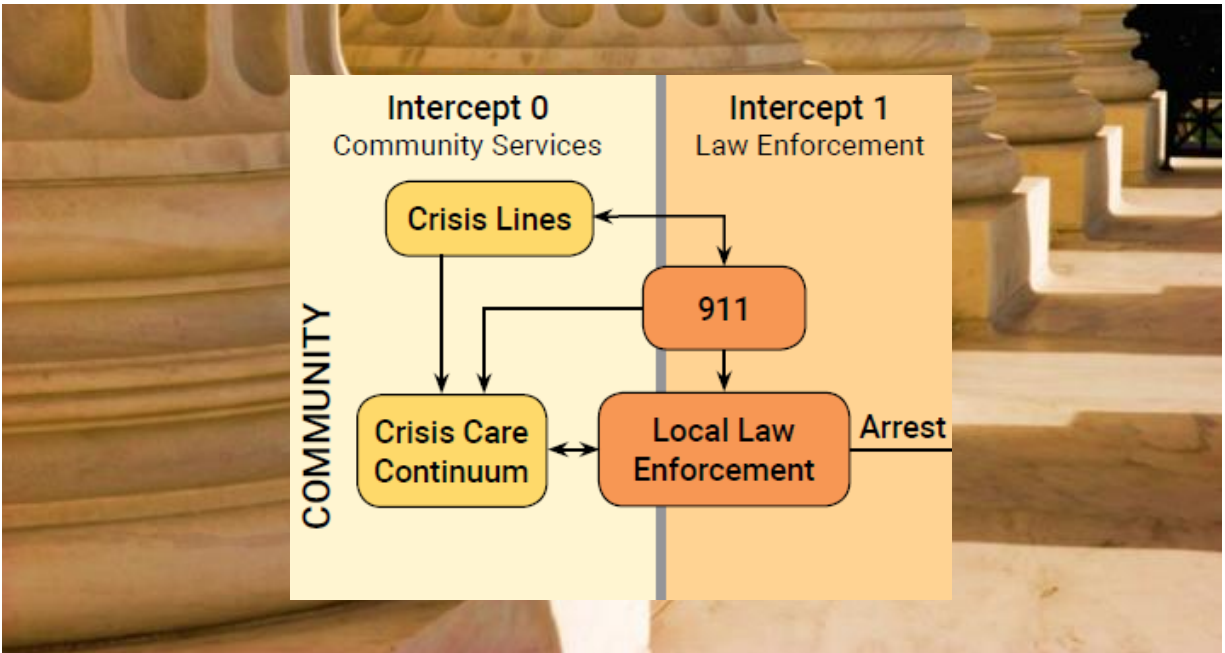 Intercept 0
Community Services
Intercept 1
Law Enforcement
Crisis Lines
911
COMMUNITY
Crisis Care
Continuum
Local Law
Enforcement
Arrest